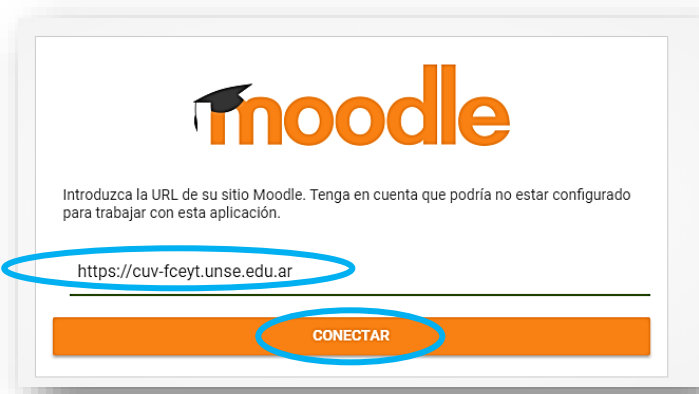 moodle
Introduzca la URL de su sitio Moodle. Tenga en cuenta que podría no estar configurado
para trabajar con esta aplicación.
https://cuv-fceyt.unse.edu.ar
CONECTAR